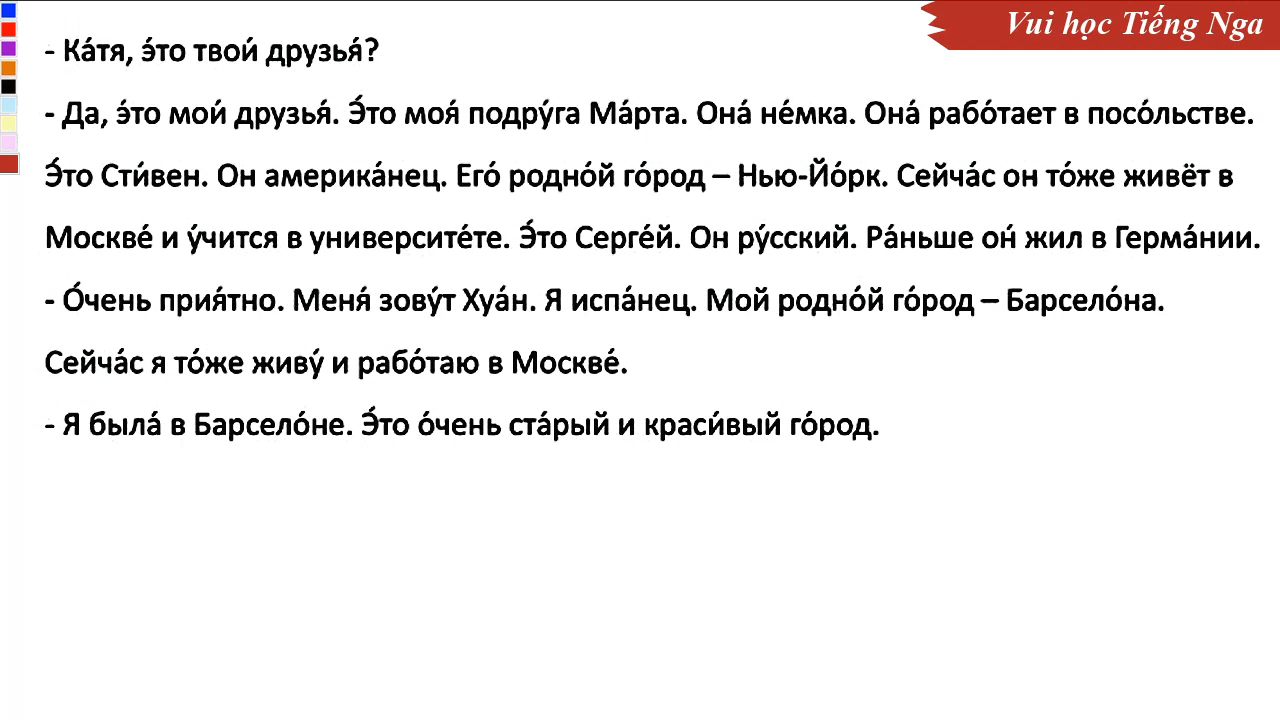 Vui học Tiếng Nga
- Ка́тя, э́то твои́ друзья́?
- Да, э́то мои́ друзья́. Э́то моя́ подру́га Ма́рта. Она́ не́мка. Она́ рабо́тает в посо́льстве.
Э́то Сти́вен. Он америка́нец. Его́ родно́й го́род – Нью-Йо́рк. Сейча́с он то́же живёт в
Москве́ и у́чится в университе́те. Э́то Серге́й. Он ру́сский. Ра́ньше он́ жил в Герма́нии.
- О́чень прия́тно. Меня́ зову́т Хуа́н. Я испа́нец. Мой родно́й го́род – Барсело́на.
Сейча́с я то́же живу́ и рабо́таю в Москве́.
- Я была́ в Барсело́не. Э́то о́чень ста́рый и краси́вый го́род.